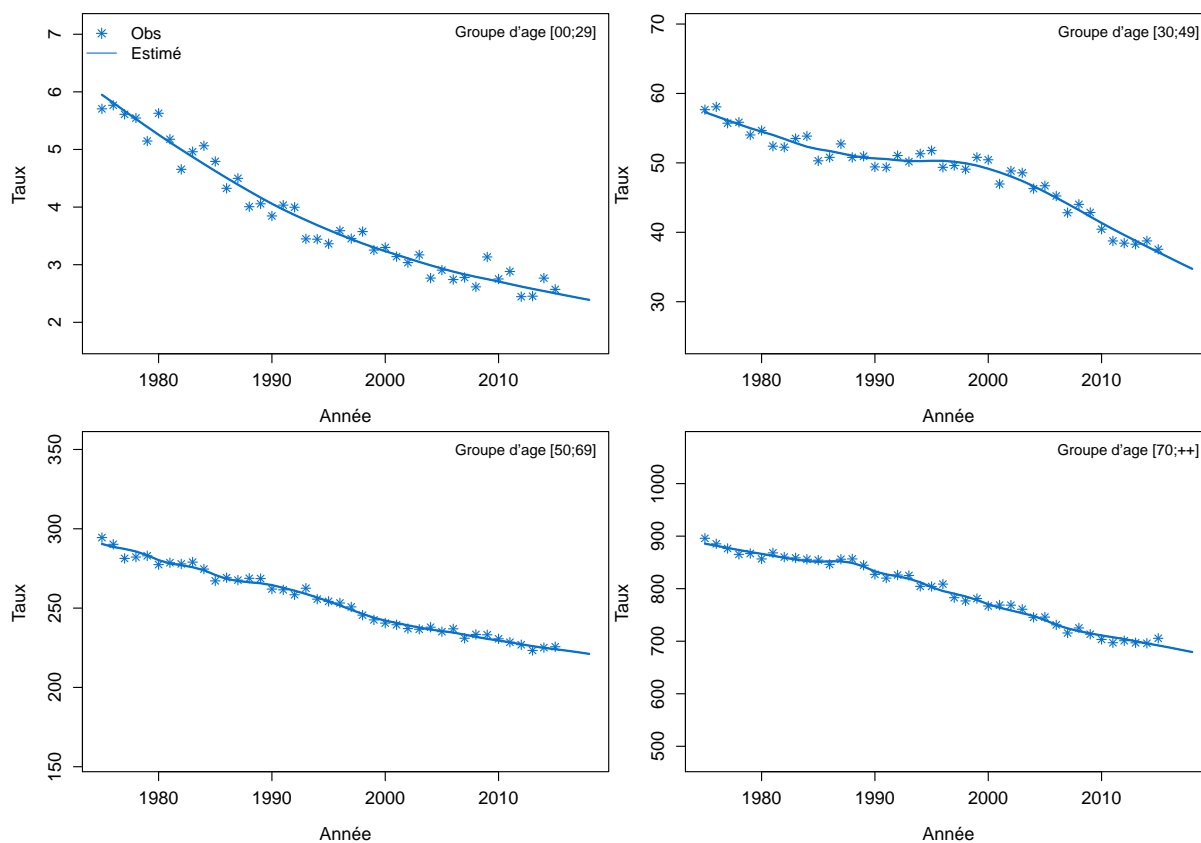 Groupe d'age [00;29]
Obs
Estimé
Taux
7
6
5
4
3
2
1980 1990 2000 2010
Année
Groupe d'age [30;49]
Taux
70
60
50
40
30
1980 1990 2000 2010
Année
Groupe d'age [50;69]
Taux
350
300
250
200
150
1980 1990 2000 2010
Année
Groupe d'age [70;++]
Taux
1000
900
800
700
600
500
1980 1990 2000 2010
Année